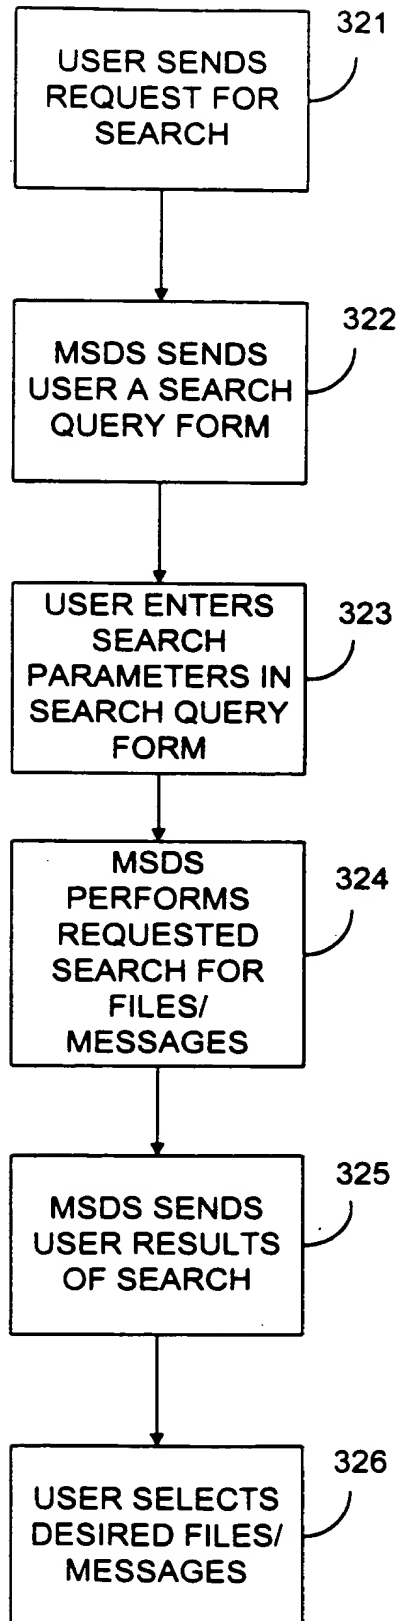 321
USER SENDS
REQUEST FOR
SEARCH
322
MSDS SENDS
USER A SEARCH
QUERY FORM
323
USER ENTERS
SEARCH
PARAMETERS IN
SEARCH QUERY
FORM
324
MSDS
PERFORMS
REQUESTED
SEARCH FOR
FILES/
MESSAGES
325
MSDS SENDS
USER RESULTS
OF SEARCH
326
USER SELECTS
DESIRED FILES/
MESSAGES